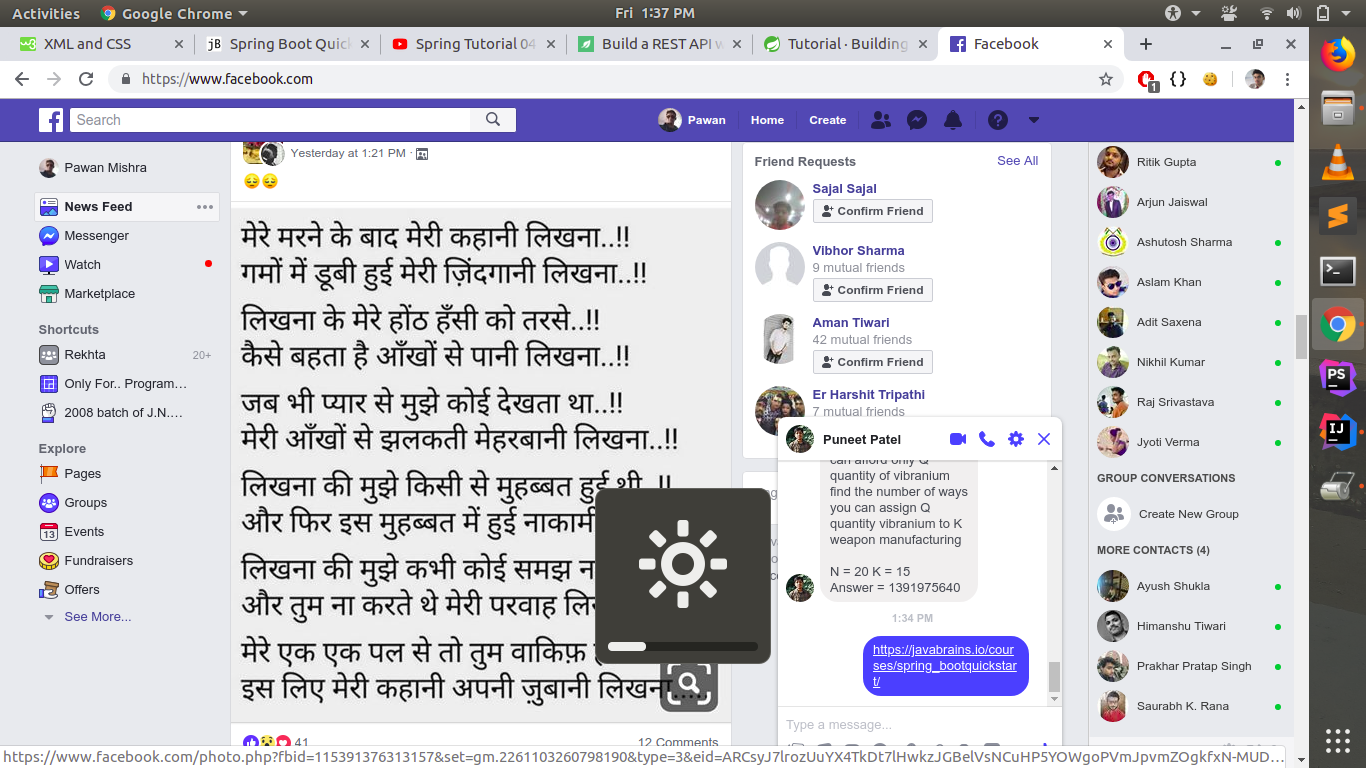 Activities
Google Chrome
Fri 1:37 PM
XML and CSS
Spring Boot Quic
Spring Tutorial 04
Build a REST API w
Tutorial · Building
Facebook
https://www.facebook.com
1
Search
Pawan
Home
Create
Pawan Mishra
News Feed
Messenger
Watch
Marketplace
Shortcuts
Rekhta
20+
Only For.. Program…
2008 batch of J.N.…
Explore
Pages
Groups
13
Events
Fundraisers
Offers
See More...
Yesterday at 1:21 PM ·
मेरे मरने के बाद मेरी कहानी लिखना..!!
गमों में डूबी हुई मेरी ज़िंदगानी लिखना..!!
लिखना के मेरे होंठ हँसी को तरसे..!!
कैसे बहता है आँखों से पानी लिखना..!!
जब भी प्यार से मुझे कोई देखता था..!!
मेरी आँखों से झलकती मेहरबानी लिखना..!!
लिखना की मुझे किसी से मुहब्बत हुई थी..!!
और फिर इस मुहब्बत में हुई नाकामी
लिखना की मुझे कभी कोई समझ
और तुम ना करते थे मेरी परवाह
मेरे एक एक पल से तो तुम वाकिफ़
इस लिए मेरी कहानी अपनी ज़ुबानी लिखना.....
41
12 Comments
Friend Requests
See All
Sajal Sajal
Confirm Friend
Vibhor Sharma
9 mutual friends
Confirm Friend
Aman Tiwari
42 mutual friends
Confirm Friend
Er Harshit Tripathi
7 mutual friends
Puneet Patel
can afford only Q
quantity of vibranium
find the number of ways
you can assign Q
quantity vibranium to K
weapon manufacturing
N = 20 K = 15
Answer = 1391975640
1:34 PM
https://javabrains.io/cour
ses/spring_bootquickstar
t/
Type a message...
Ritik Gupta
Arjun Jaiswal
Ashutosh Sharma
Aslam Khan
Adit Saxena
Nikhil Kumar
Raj Srivastava
Jyoti Verma
GROUP CONVERSATIONS
Create New Group
MORE CONTACTS (4)
Ayush Shukla
Himanshu Tiwari
Prakhar Pratap Singh
Saurabh K. Rana
PS
IJ
https://www.facebook.com/photo.php?fbid=115391376313157&set=gm.2261103260798190&type=3&eid=ARCsyJ7lrozUuYX4TkDt7lHwkzJGBelVsNCuHP5YOWgoPVmJpvmZOgkfxN-MUD...